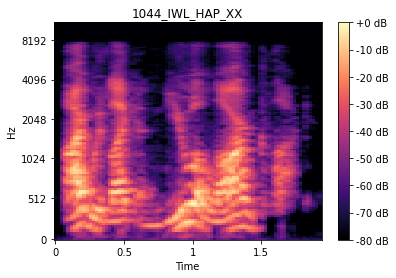 1044_IWL_HAP_XX
+0 dB
8192
-10 dB
4096
-20 dB
-30 dB
2048
Hz
-40 dB
1024
-50 dB
512
-60 dB
-70 dB
0
-80 dB
0 0.5 1 1.5
Time